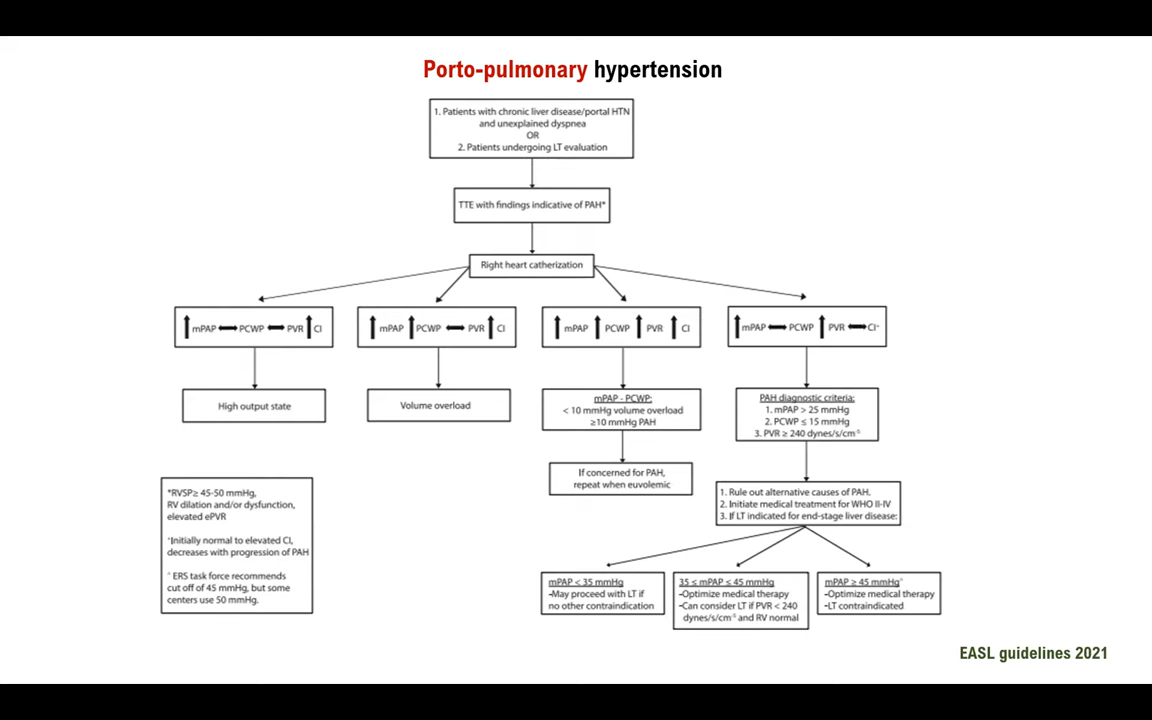 Porto-pulmonary hypertension
1. Patients with chronic liver disease/portal HTN
and unexplained dyspnea
OR
2. Patients undergoing LT evaluation
TTE with findings indicative of PAH*
Right heart catherization
mPAP PCWP PVR CI
mPAP PCWP PVR CI
mPAP PCWP PVR CI
mPAP PCWP PVR CI⁺
High output state
Volume overload
mPAP - PCWP:
< 10 mmHg volume overload
≥10 mmHg PAH
PAH diagnostic criteria:
1. mPAP > 25 mmHg
2. PCWP ≤ 15 mmHg
3. PVR ≥ 240 dynes/s/cm⁻⁵
If concerned for PAH,
repeat when euvolemic
1. Rule out alternative causes of PAH.
2. Initiate medical treatment for WHO II-IV
3. If LT indicated for end-stage liver disease:
*RVSP≥ 45-50 mmHg,
RV dilation and/or dysfunction,
elevated ePVR
⁺Initially normal to elevated CI,
decreases with progression of PAH
^ ERS task force recommends
cut off of 45 mmHg, but some
centers use 50 mmHg.
mPAP < 35 mmHg
-May proceed with LT if
no other contraindication
35 ≤ mPAP ≤ 45 mmHg
-Optimize medical therapy
-Can consider LT if PVR < 240
dynes/s/cm⁻⁵ and RV normal
mPAP ≥ 45 mmHg^
-Optimize medical therapy
-LT contraindicated
EASL guidelines 2021